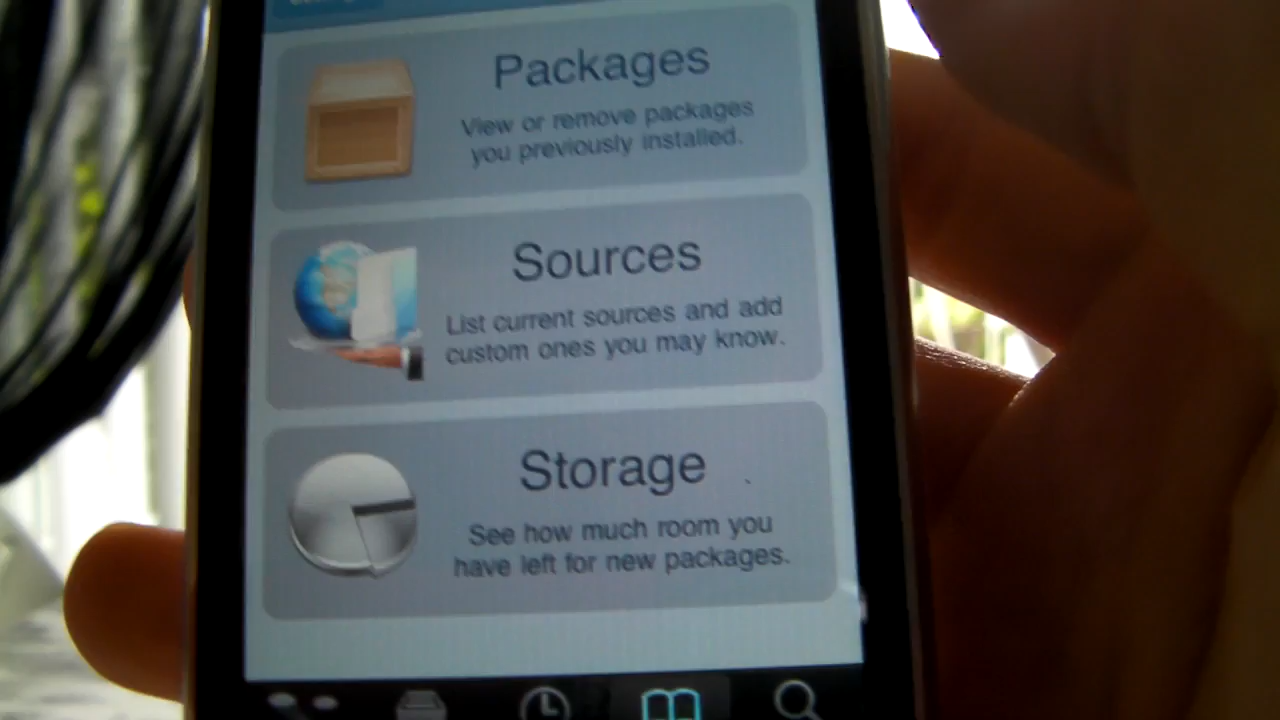 Packages
View or remove packages
you previously installed.
Sources
List current sources and add
custom ones you may know.
Storage
See how much room you
have left for new packages.